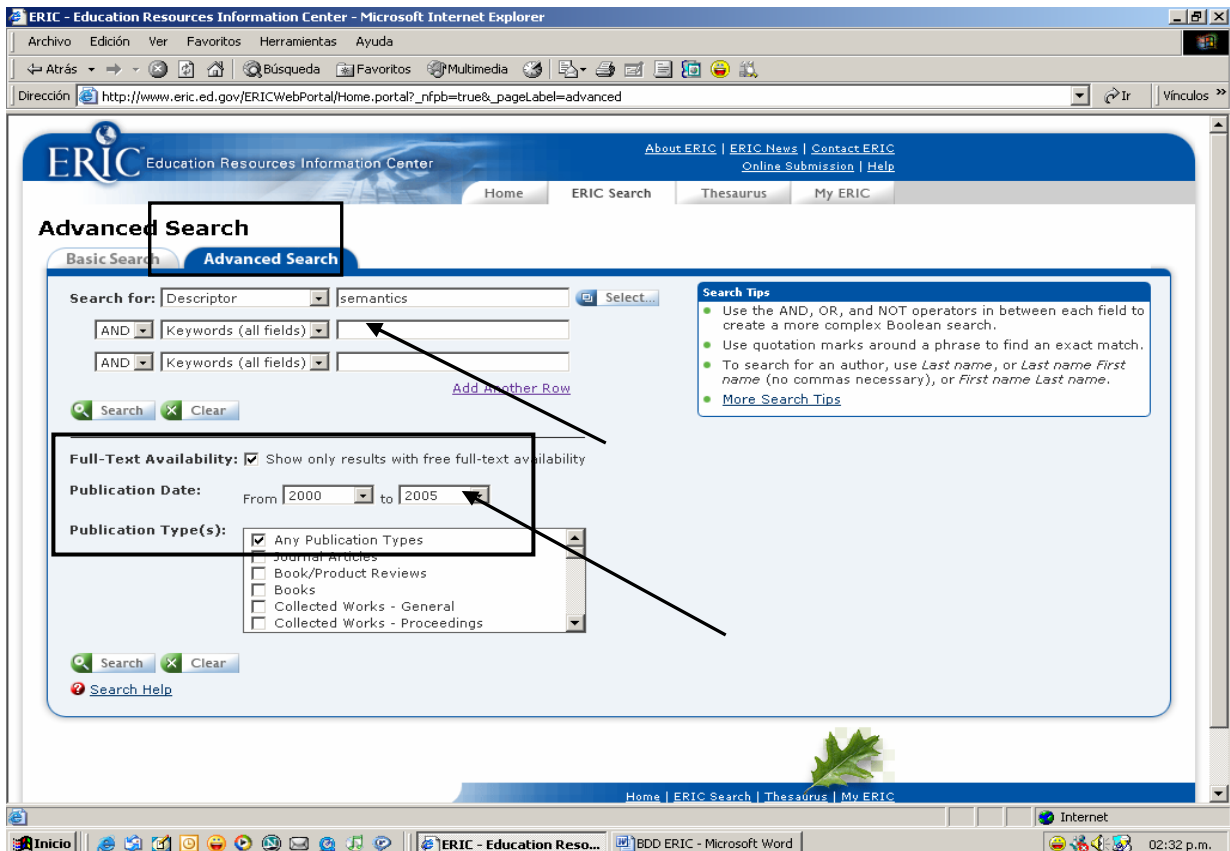 ERIC - Education Resources Information Center - Microsoft Internet Explorer
Archivo Edición Ver Favoritos Herramientas Ayuda
Atrás Búsqueda Favoritos Multimedia
Dirección http://www.eric.ed.gov/ERICWebPortal/Home.portal?_nfpb=true&_pageLabel=advanced Ir Vínculos »
ERIC Education Resources Information Center
About ERIC | ERIC News | Contact ERIC
Online Submission | Help
Home ERIC Search Thesaurus My ERIC
Advanced Search
Basic Search Advanced Search
Search for: Descriptor semantics Select...
AND Keywords (all fields)
AND Keywords (all fields)
Add Another Row
Search Clear
Search Tips
Use the AND, OR, and NOT operators in between each field to
create a more complex Boolean search.
Use quotation marks around a phrase to find an exact match.
To search for an author, use Last name, or Last name First
name (no commas necessary), or First name Last name.
More Search Tips
Full-Text Availability: Show only results with free full-text availability
Publication Date: From 2000 to 2005
Publication Type(s):
Any Publication Types
Journal Articles
Book/Product Reviews
Books
Collected Works - General
Collected Works - Proceedings
Search Clear
Search Help
Home | ERIC Search | Thesaurus | My ERIC
Internet
Inicio ERIC - Education Reso... BDD ERIC - Microsoft Word 02:32 p.m.